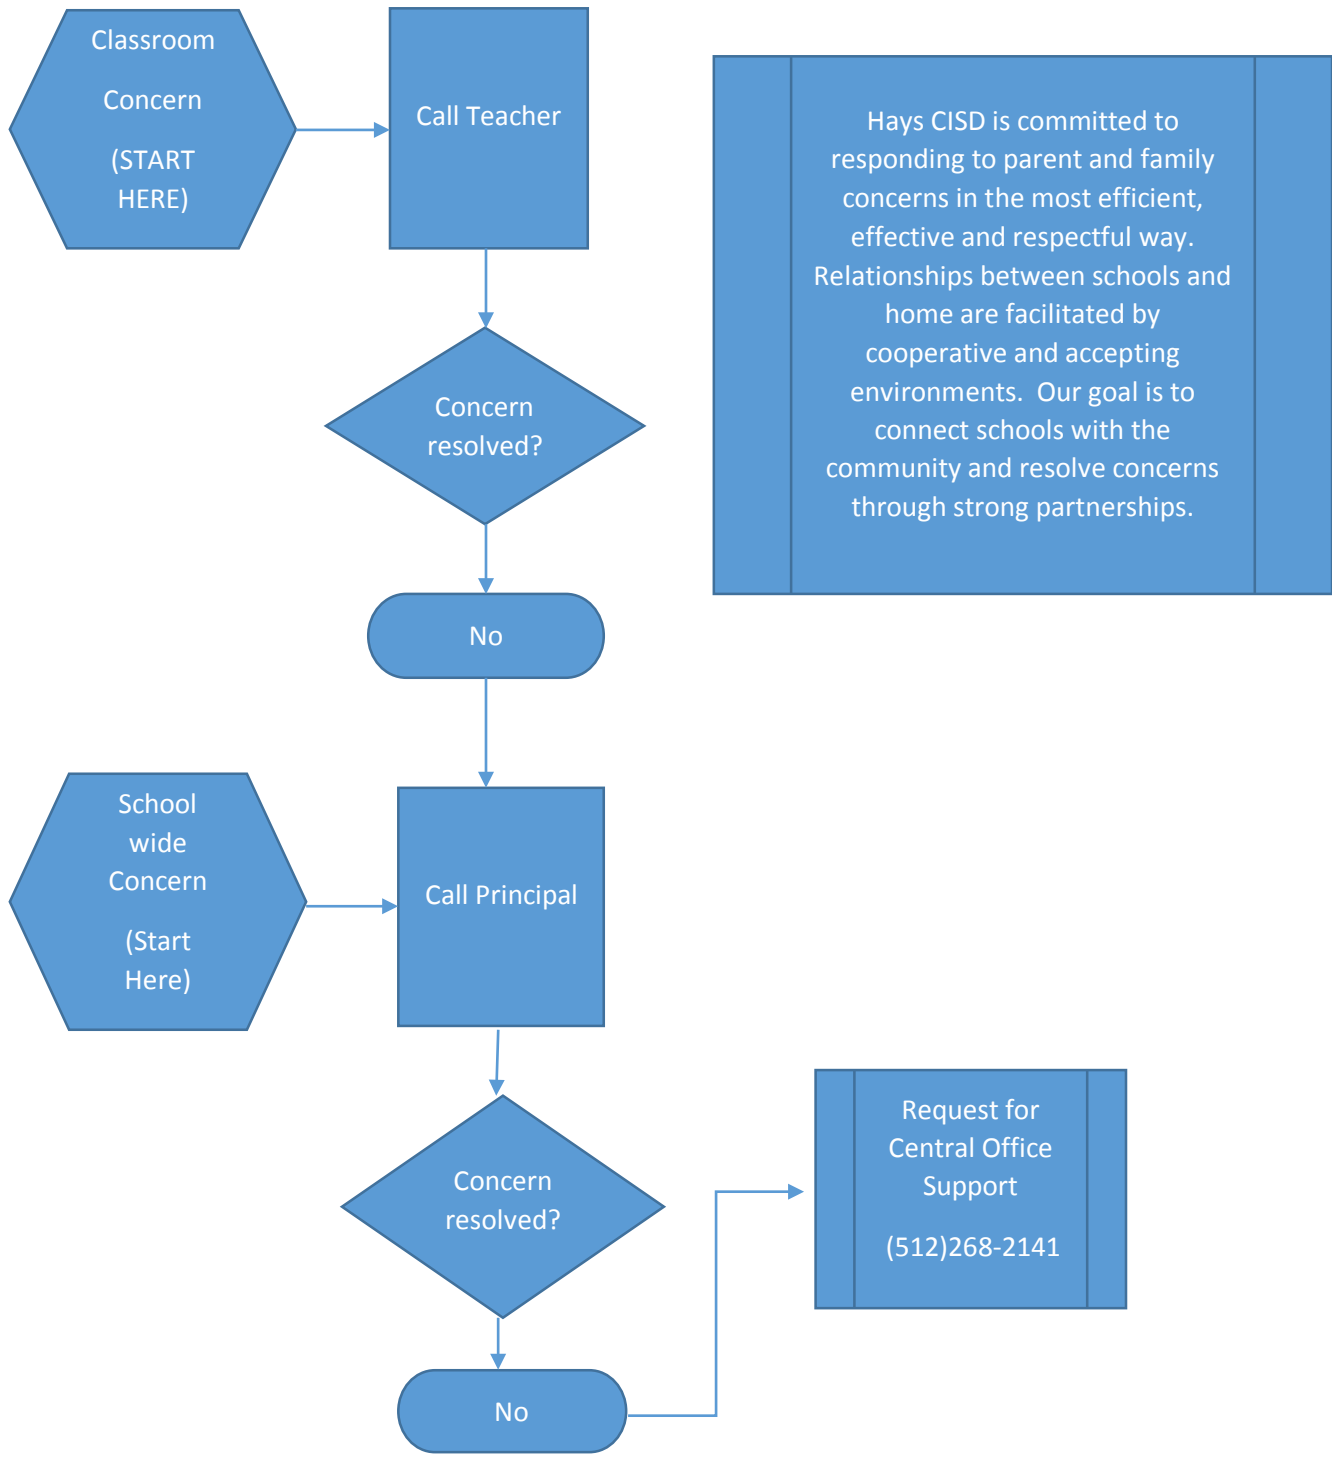 Classroom
Concern
(START
HERE)
Call Teacher
Hays CISD is committed to
responding to parent and family
concerns in the most efficient,
effective and respectful way.
Relationships between schools and
home are facilitated by
cooperative and accepting
environments.  Our goal is to
connect schools with the
community and resolve concerns
through strong partnerships.
Concern
resolved?
No
School
wide
Concern
(Start
Here)
Call Principal
Concern
resolved?
Request for
Central Office
Support
(512)268-2141
No